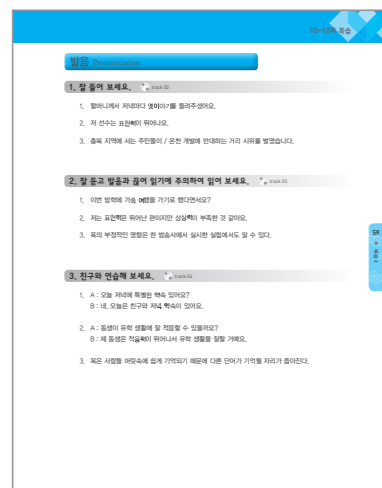 10-12과 복습
발음 Pronunciation
1. 잘 들어 보세요. track 02
1. 할머니께서 저녁마다 옛이야기를 들려주셨어요.
2. 저 선수는 표현력이 뛰어나요.
3. 충북 지역에 사는 주민들이 / 온천 개발에 반대하는 거리 시위를 벌였습니다.
2. 잘 듣고 발음과 끊어 읽기에 주의하여 읽어 보세요. track 03
1. 이번 방학에 가족 여행을 가기로 했다면서요?
2. 저는 표현력은 뛰어난 편이지만 상상력이 부족한 것 같아요.
3. 욕의 부정적인 영향은 한 방송사에서 실시한 실험에서도 알 수 있다.
59
3. 친구와 연습해 보세요. track 04
1. A : 오늘 저녁에 특별한 약속 있어요?
B : 네, 오늘은 친구와 저녁 약속이 있어요.
2. A : 동생이 유학 생활에 잘 적응할 수 있을까요?
B : 제 동생은 적응력이 뛰어나서 유학 생활을 잘할 거예요.
3. 욕은 사람들 머릿속에 쉽게 기억되기 때문에 다른 단어가 기억될 자리가 좁아진다.